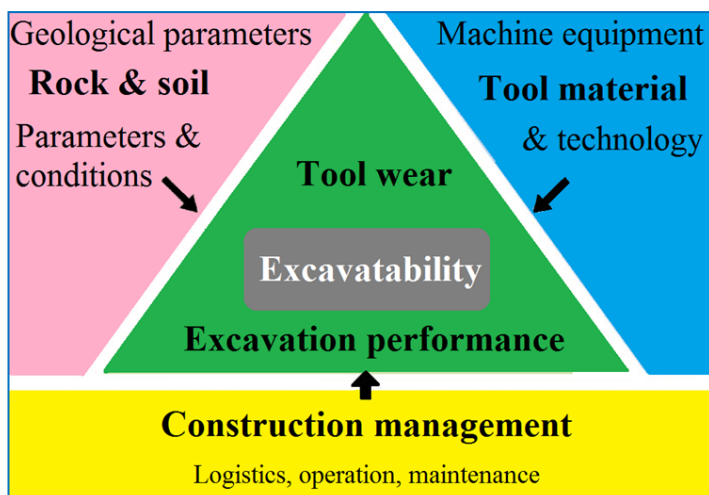 Geological parameters
Rock & soil
Parameters &
conditions
Machine equipment
Tool material
& technology
Tool wear
Excavatability
Excavation performance
Construction management
Logistics, operation, maintenance